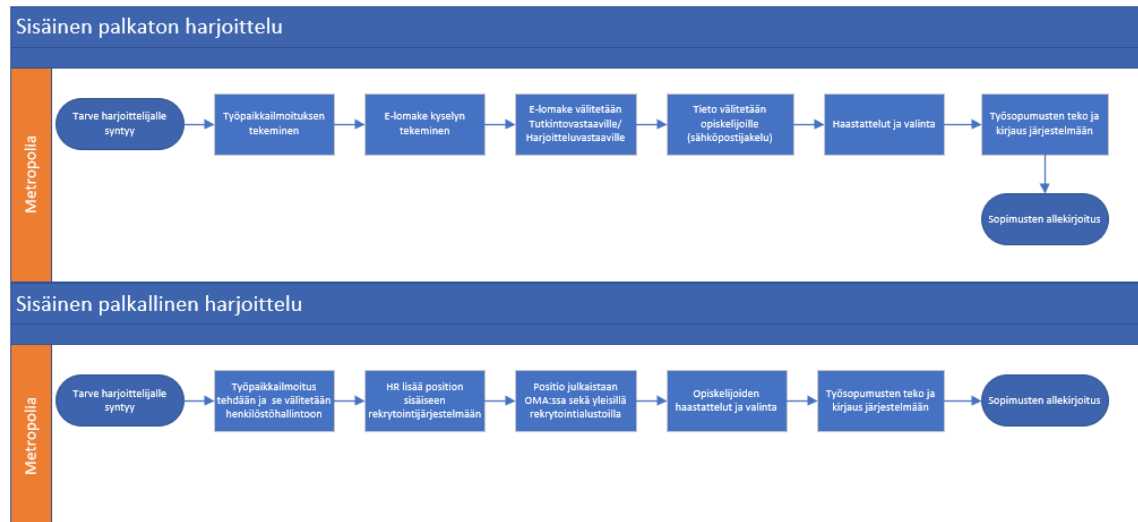 Sisäinen palkaton harjoittelu
Metropolia
Tarve harjoittelijalle
syntyy
Työpaikkailmoituksen
tekeminen
E-lomake kyselyn
tekeminen
E-lomake välitetään
Tutkintovastaaville/
Harjoitteluvastaaville
Tieto välitetään
opiskelijoille
(sähköpostijakelu)
Haastattelut ja valinta
Työsopumusten teko ja
kirjaus järjestelmään
Sopimusten allekirjoitus
Sisäinen palkallinen harjoittelu
Metropolia
Tarve harjoittelijalle
syntyy
Työpaikkailmoitus
tehdään ja se välitetään
henkilöstöhallintoon
HR lisää position
sisäiseen
rekrytointijärjestelmään
Positio julkaistaan
OMA:ssa sekä yleisillä
rekrytointialustoilla
Opiskelijoiden
haastattelut ja valinta
Työsopumusten teko ja
kirjaus järjestelmään
Sopimusten allekirjoitus